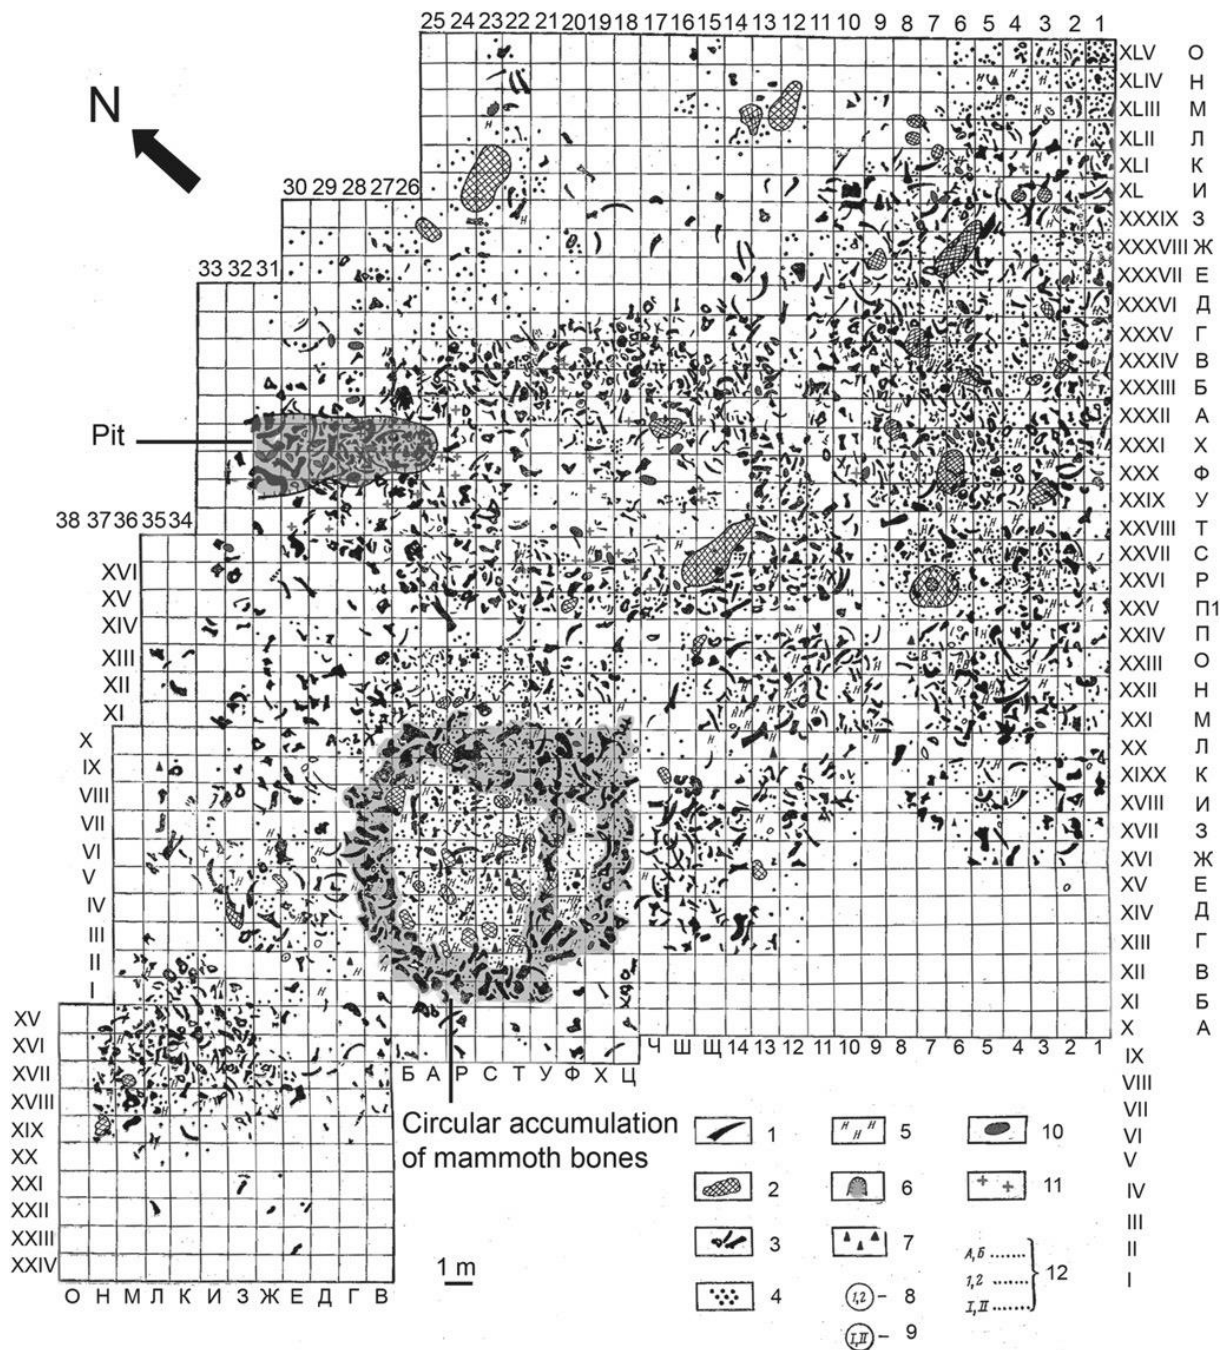 25 24 23 22 21 20 19 18 17 16 15 14 13 12 11 10 9 8 7 6 5 4 3 2 1
XLV O
XLIV Н
N
XLIII М
XLII Л
XLI К
30 29 28 27 26
XL И
XXXIX З
XXXVIII Ж
33 32 31
XXXVII Е
XXXVI Д
XXXV Г
XXXIV В
XXXIII Б
XXXII А
Pit
XXXI Х
XXX Ф
XXIX У
38 37 36 35 34
XXVIII Т
XXVII С
XVI
XXVI Р
XV
XXV П1
XIV
XXIV П
XIII
XXIII О
XII
XXII Н
XI
XXI М
X
XX Л
IX
XIXX К
VIII
XVIII И
VII
XVII З
VI
XVI Ж
V
XV Е
IV
XIV Д
III
XIII Г
II
XII В
I
XI Б
XV
X А
XVI
Ч Ш Щ 14 13 12 11 10 9 8 7 6 5 4 3 2 1
IX
XVII
Б А Р С Т У Ф Х Ц
VIII
XVIII
VII
XIX
Circular accumulation
of mammoth bones
1
5
10
VI
XX
V
XXI
2
6
11
IV
XXII
III
XXIII
3
7
II
XXIV
1 m
А,Б
1,2
I,II
12
I
О Н М Л К И З Ж Е Д Г В
4
1,2 – 8
I,II – 9